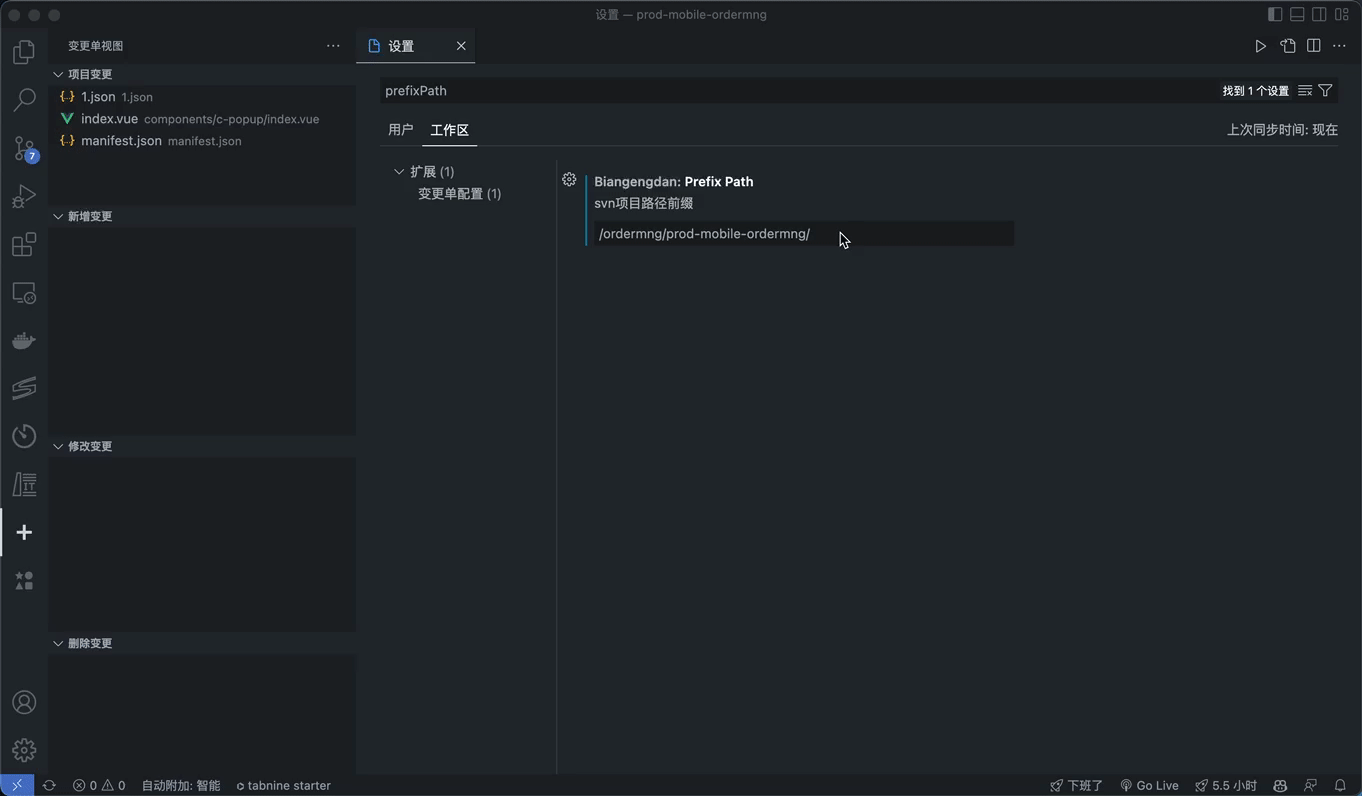 设置 — prod-mobile-ordermng
变更单视图
项目变更
1.json 1.json
index.vue components/c-popup/index.vue
manifest.json manifest.json
新增变更
修改变更
删除变更
7
IT
设置
prefixPath
找到 1 个设置
用户
工作区
上次同步时间: 现在
扩展 (1)
变更单配置 (1)
Biangengdan: Prefix Path
svn项目路径前缀
/ordermng/prod-mobile-ordermng/
0 0 自动附加: 智能 tabnine starter
下班了 Go Live 5.5 小时